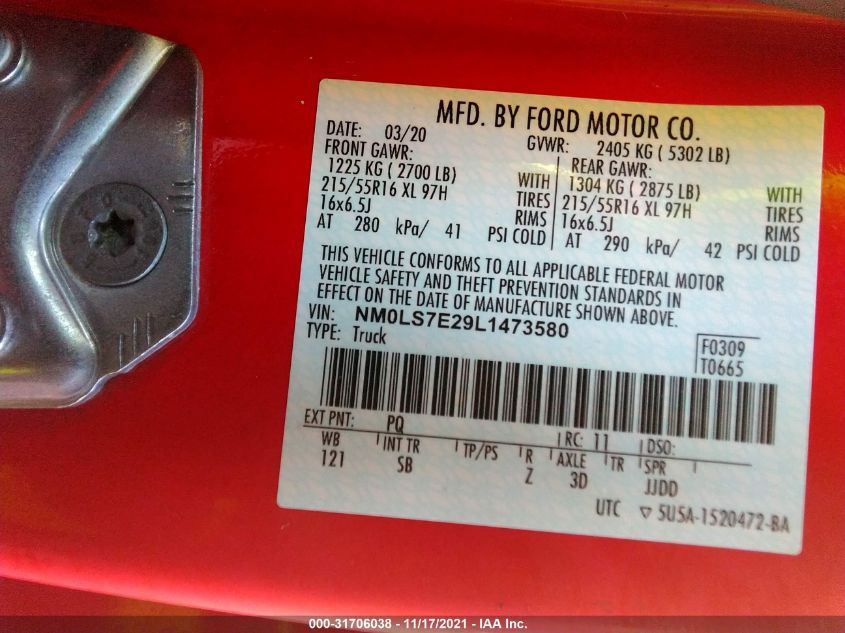 MFD. BY FORD MOTOR CO.
DATE: 03/20 GVWR: 2405 KG ( 5302 LB)
FRONT GAWR: REAR GAWR:
1225 KG ( 2700 LB) WITH 1304 KG ( 2875 LB) WITH
215/55R16 XL 97H TIRES 215/55R16 XL 97H TIRES
16x6.5J RIMS 16x6.5J RIMS
AT 280 kPa/ 41 PSI COLD AT 290 kPa/ 42 PSI COLD
THIS VEHICLE CONFORMS TO ALL APPLICABLE FEDERAL MOTOR
VEHICLE SAFETY AND THEFT PREVENTION STANDARDS IN
EFFECT ON THE DATE OF MANUFACTURE SHOWN ABOVE.
VIN: NM0LS7E29L1473580
TYPE: Truck F0309
T0665
EXT PNT: PQ RC: 11 DSO:
WB INT TR TP/PS R AXLE TR SPR
121 SB Z 3D JJDD
UTC ▽ 5U5A-1520472-BA
000-31706038 - 11/17/2021 - IAA Inc.